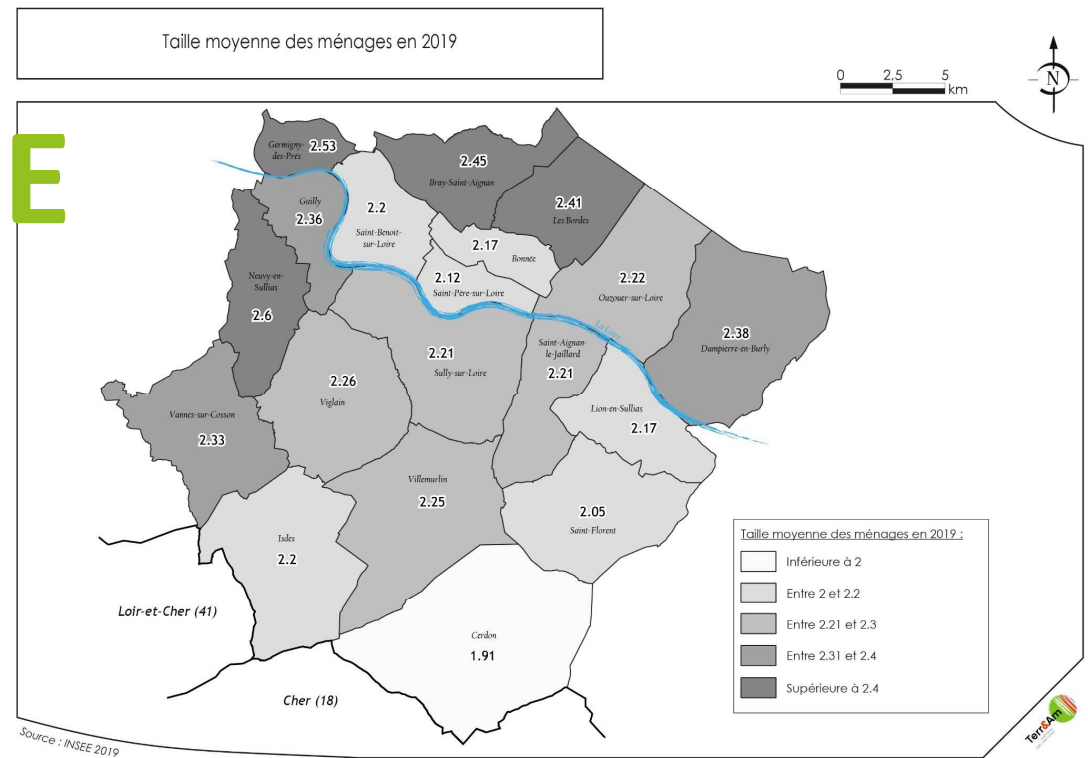 Taille moyenne des ménages en 2019
0 2,5 5
km
N
E
Germigny-
des-Prés
2.53
2.45
Bray-Saint-Aignan
2.41
Les Bordes
Guilly
2.36
2.2
Saint-Benoit-
sur-Loire
2.17
Bonnée
2.12
Saint-Père-sur-Loire
2.22
Ouzouer-sur-Loire
Neuvy-en-
Sullias
2.6
La Loire
2.38
Dampierre-en-Burly
2.21
Sully-sur-Loire
Saint-Aignan-
le-Jaillard
2.21
2.26
Viglain
Lion-en-Sullias
2.17
Vannes-sur-Cosson
2.33
Villemurlin
2.25
2.05
Saint-Florent
Isdes
2.2
Cerdon
1.91
Loir-et-Cher (41)
Cher (18)
Taille moyenne des ménages en 2019 :
Inférieure à 2
Entre 2 et 2.2
Entre 2.21 et 2.3
Entre 2.31 et 2.4
Supérieure à 2.4
Source : INSEE 2019
Terr&Am